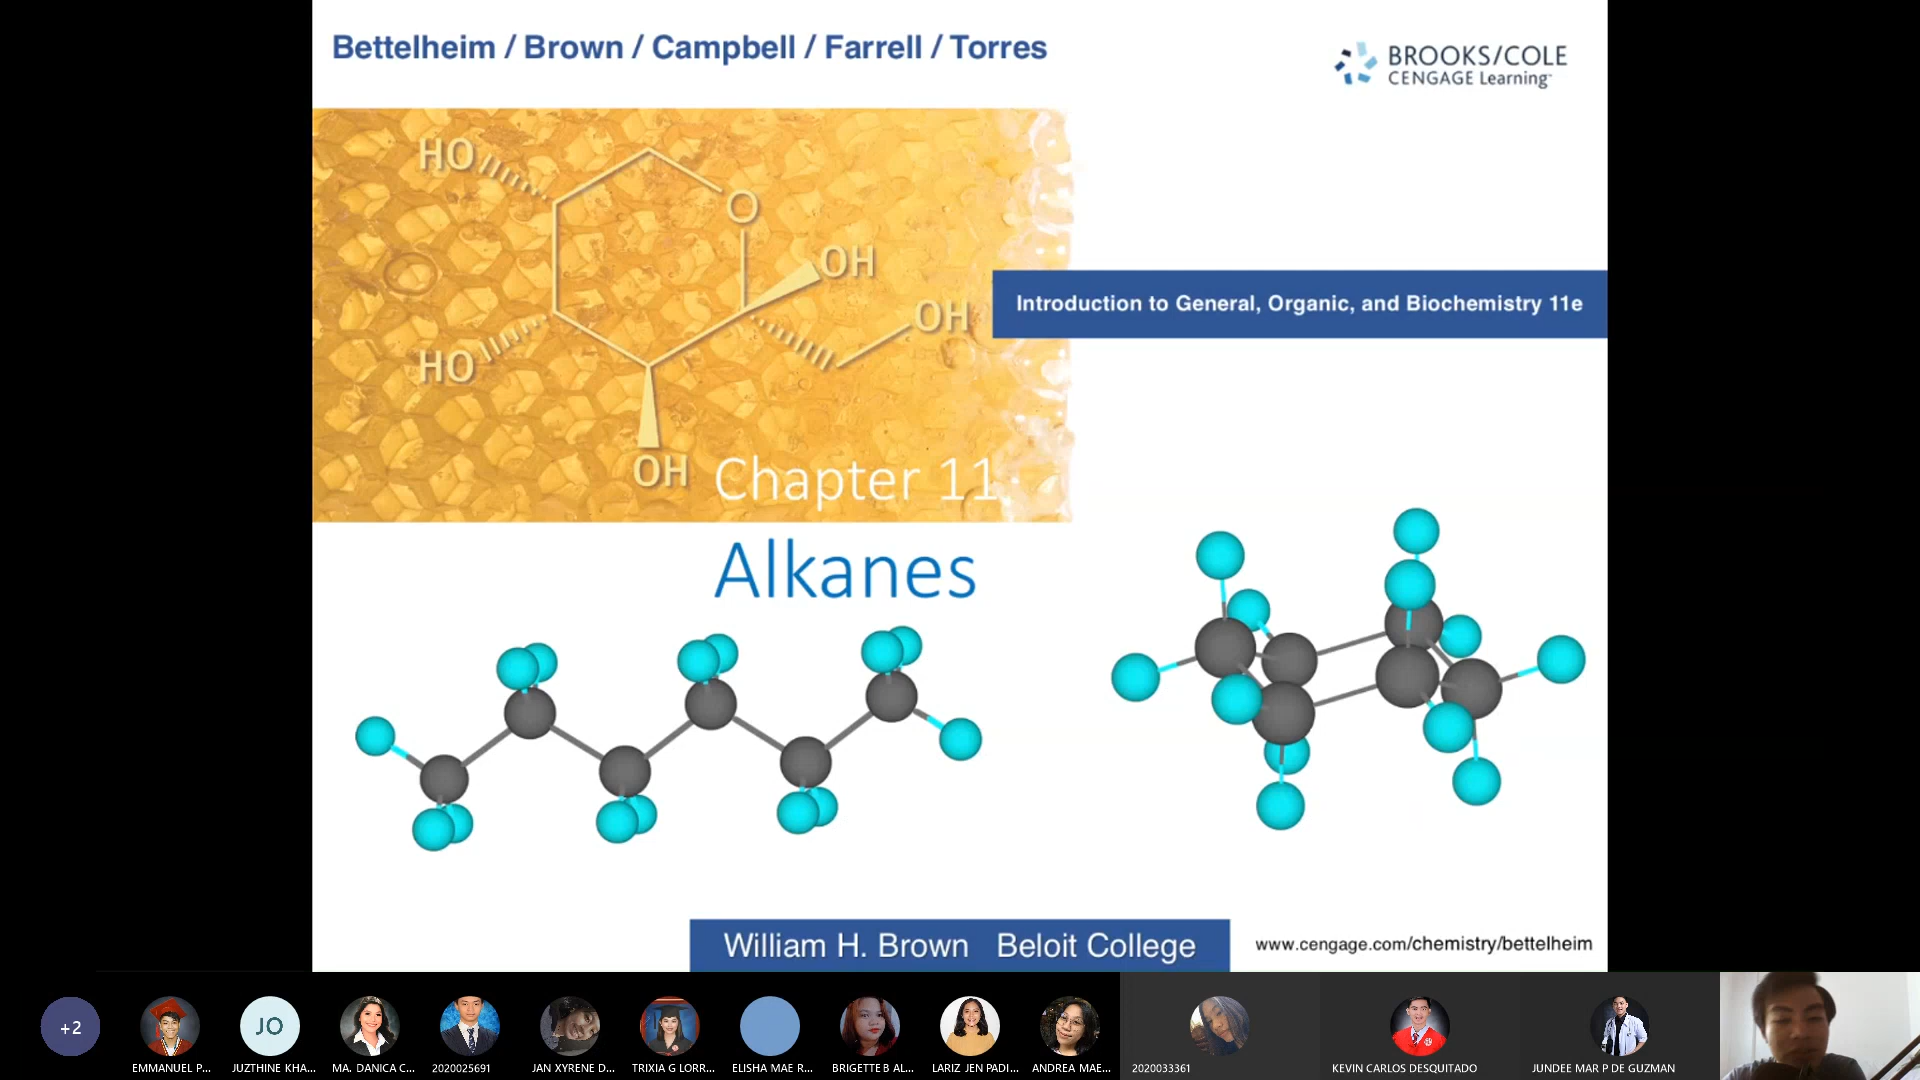 Bettelheim / Brown / Campbell / Farrell / Torres
BROOKS/COLE
CENGAGE Learning™
HO
O
OH
OH
HO
OH
Introduction to General, Organic, and Biochemistry 11e
Chapter 11
Alkanes
William H. Brown Beloit College
www.cengage.com/chemistry/bettelheim
+2
JO
EMMANUEL P...
JUZTHINE KHA...
MA. DANICA C...
2020025691
JAN XYRENE D...
TRIXIA G LORR...
ELISHA MAE R...
BRIGETTE B AL...
LARIZ JEN PADI...
ANDREA MAE...
2020033361
KEVIN CARLOS DESQUITADO
JUNDEE MAR P DE GUZMAN